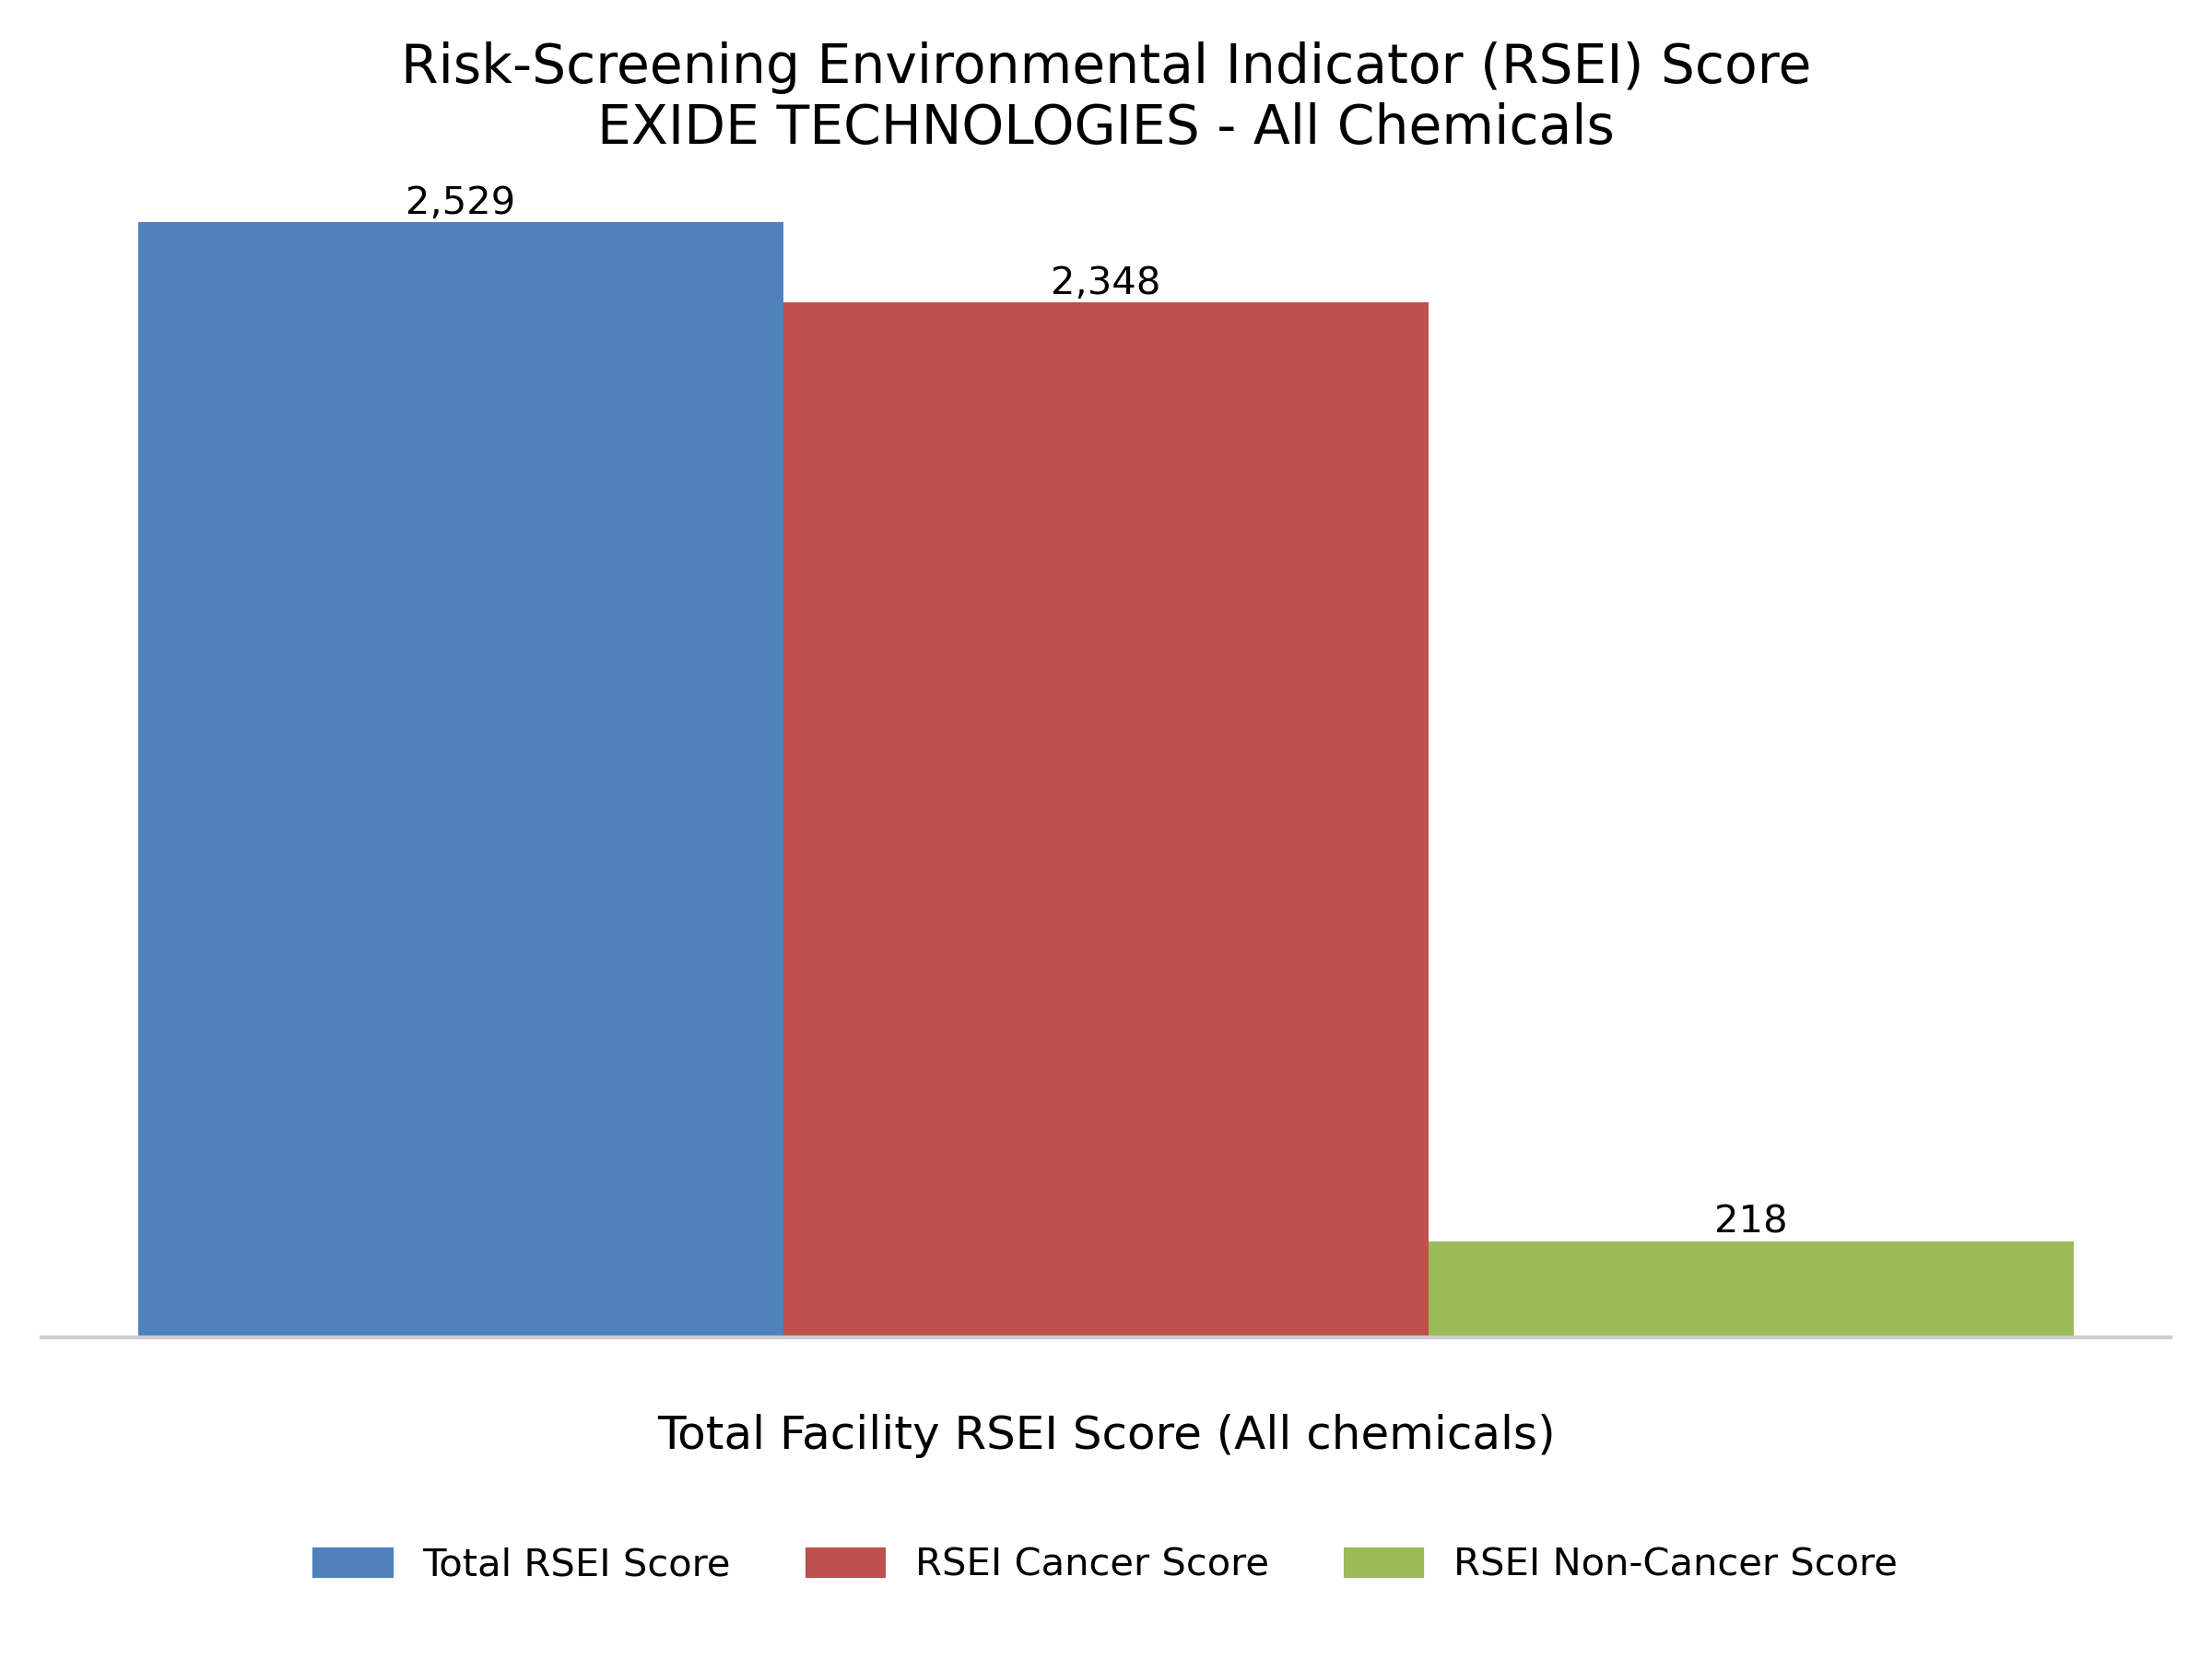 Risk-Screening Environmental Indicator (RSEI) Score
EXIDE TECHNOLOGIES - All Chemicals
2,529
2,348
218
Total Facility RSEI Score (All chemicals)
Total RSEI Score
RSEI Cancer Score
RSEI Non-Cancer Score